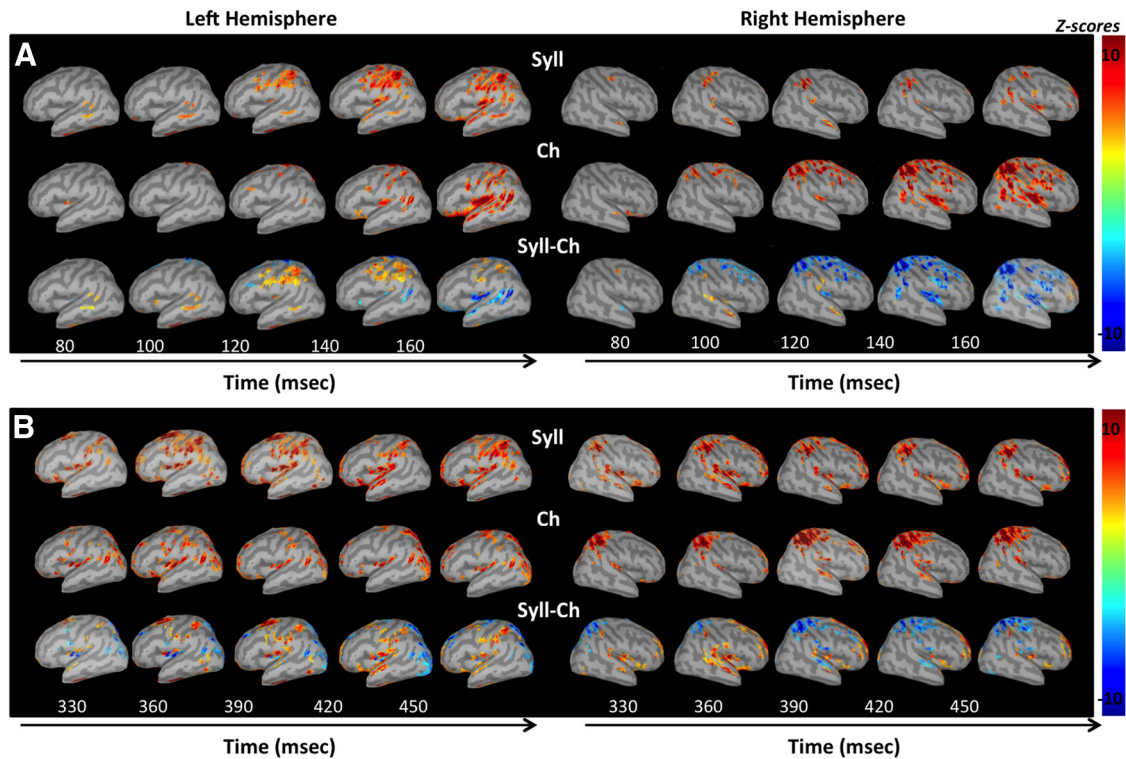 Left Hemisphere Right Hemisphere
Z-scores
A
10
Syll
Ch
Syll-Ch
-10
80 100 120 140 160 80 100 120 140 160
Time (msec) Time (msec)
B
10
Syll
Ch
Syll-Ch
-10
330 360 390 420 450 330 360 390 420 450
Time (msec) Time (msec)